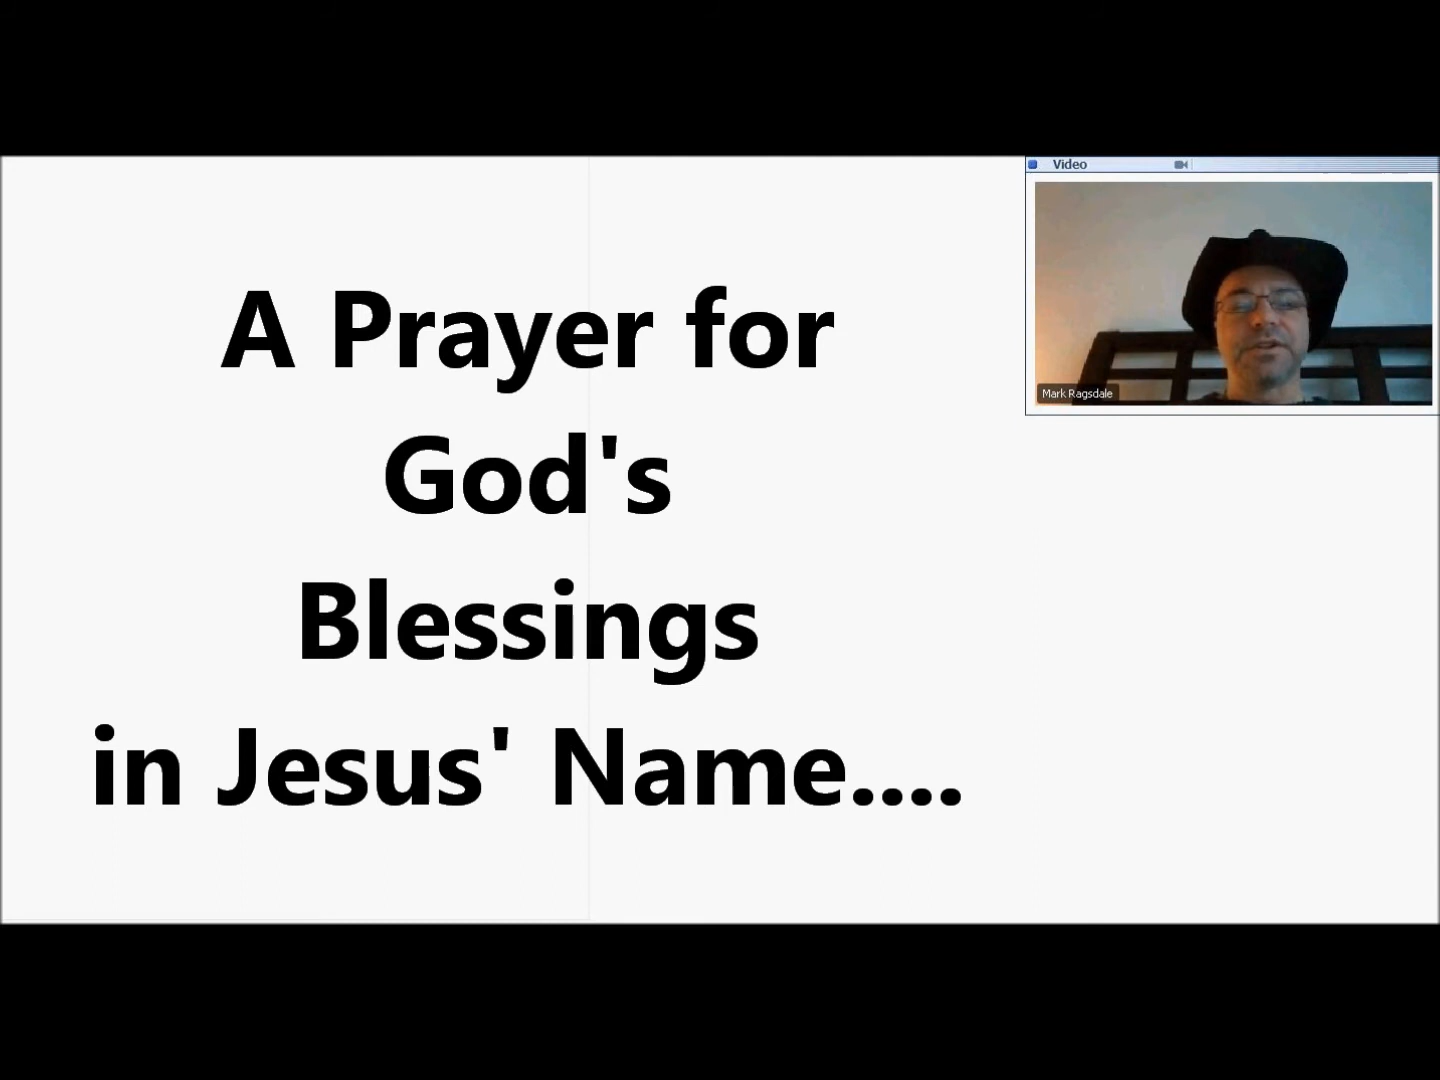 A Prayer for
God's
Blessings
in Jesus' Name....
Video
Mark Ragsdale